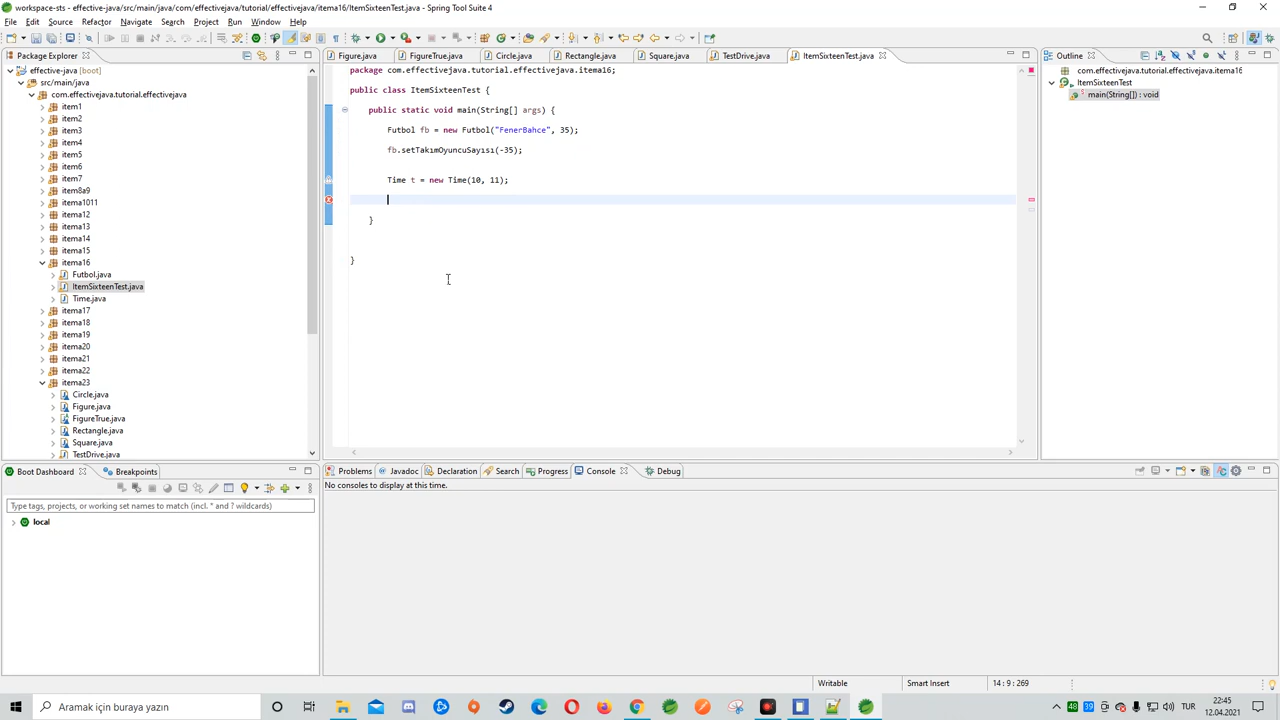 workspace-sts - effective-java/src/main/java/com/effectivejava/tutorial/effectivejava/itema16/ItemSixteenTest.java - Spring Tool Suite 4
File Edit Source Refactor Navigate Search Project Run Window Help
Package Explorer
Figure.java
FigureTrue.java
Circle.java
Rectangle.java
Square.java
TestDrive.java
ItemSixteenTest.java
Outline
effective-java [boot]
src/main/java
com.effectivejava.tutorial.effectivejava
item1
item2
item3
item4
item5
item6
item7
item8a9
itema1011
itema12
itema13
itema14
itema15
itema16
Futbol.java
ItemSixteenTest.java
Time.java
itema17
itema18
itema19
itema20
itema21
itema22
itema23
Circle.java
Figure.java
FigureTrue.java
Rectangle.java
Square.java
TestDrive.java
package com.effectivejava.tutorial.effectivejava.itema16;
public class ItemSixteenTest {
public static void main(String[] args) {
Futbol fb = new Futbol("FenerBahce", 35);
fb.setTakımOyuncuSayısı(-35);
Time t = new Time(10, 11);
}
}
com.effectivejava.tutorial.effectivejava.itema16
ItemSixteenTest
main(String[]) : void
Boot Dashboard
Breakpoints
Type tags, projects, or working set names to match (incl. * and ? wildcards)
local
Problems
Javadoc
Declaration
Search
Progress
Console
Debug
No consoles to display at this time.
Writable
Smart Insert
14 : 9 : 269
Aramak için buraya yazın
48
39
TUR
22:45
12.04.2021